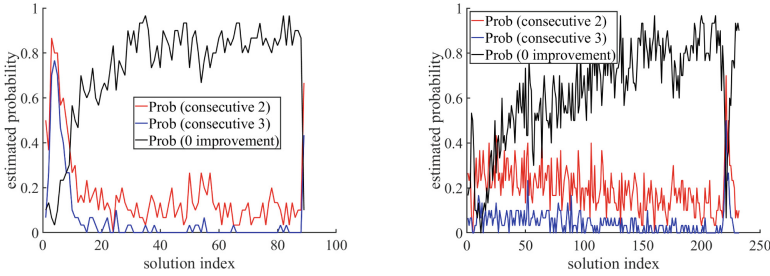 1
0.8
0.6
0.4
0.2
0
0 20 40 60 80 100
estimated probability
solution index
Prob (consecutive 2)
Prob (consecutive 3)
Prob (0 improvement)
1
0.8
0.6
0.4
0.2
0
0 50 100 150 200 250
estimated probability
solution index
Prob (consecutive 2)
Prob (consecutive 3)
Prob (0 improvement)